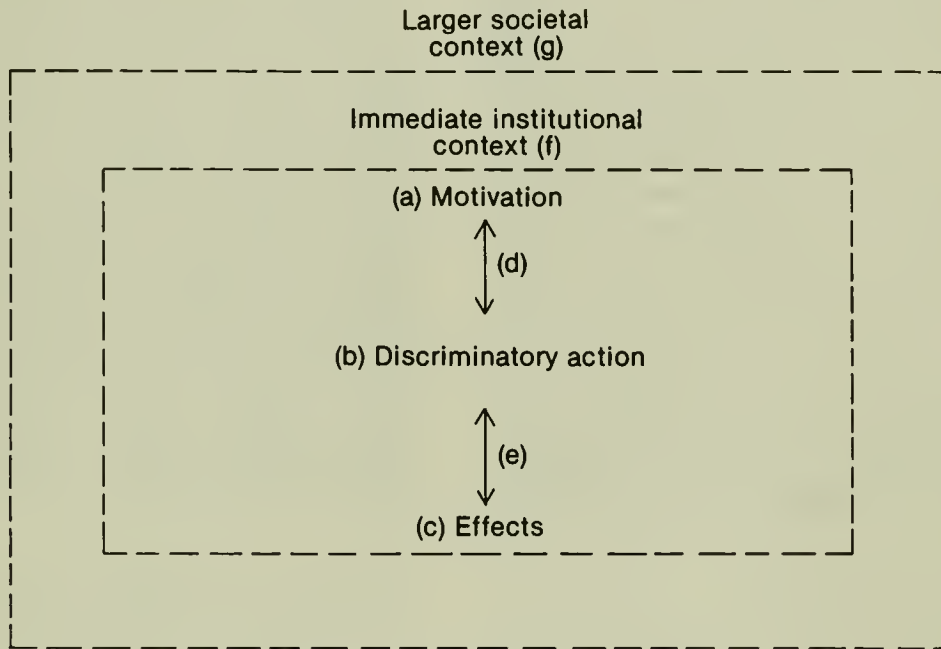 Larger societal
context (g)
Immediate institutional
context (f)
(a) Motivation
(d)
(b) Discriminatory action
(e)
(c) Effects